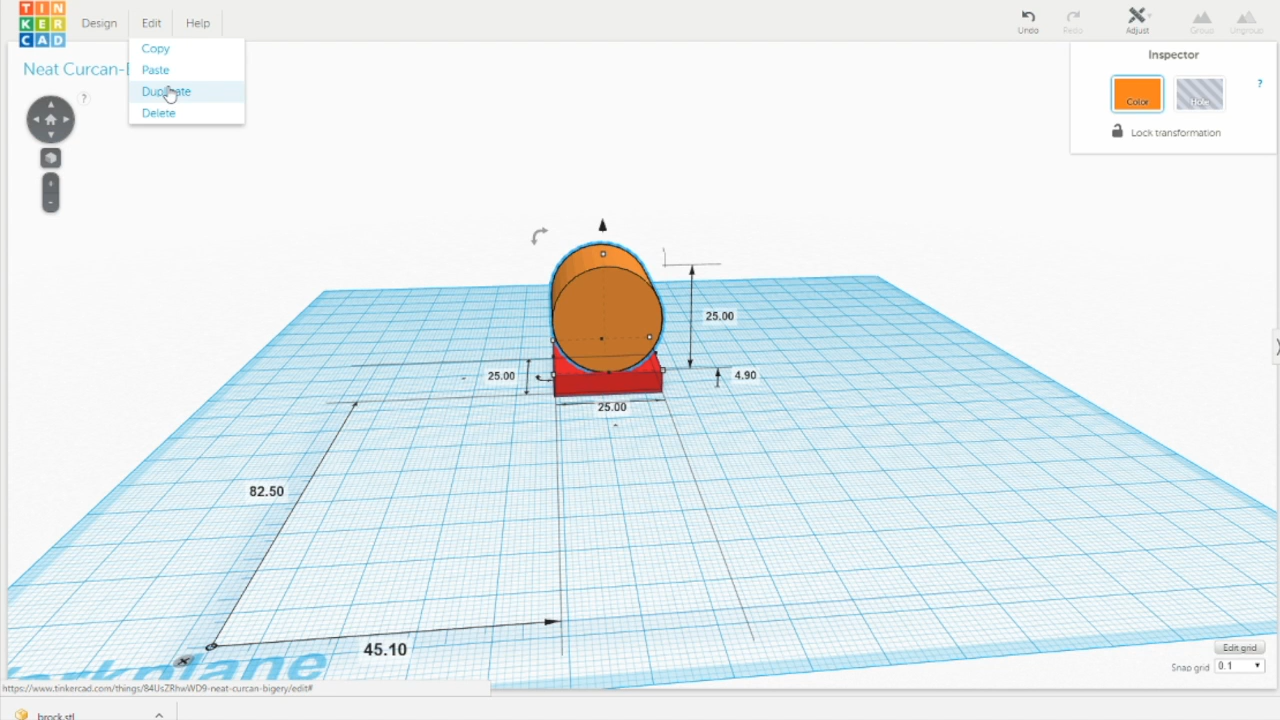 TIN
KER
CAD
Design
Edit
Help
Undo
Redo
Adjust
Group
Ungroup
Copy
Paste
Duplicate
Delete
Neat Curcan-
?
Inspector
Color
Hole
?
Lock transformation
+
-
25.00
25.00
4.90
25.00
82.50
45.10
Workplane
Edit grid
Snap grid
0.1
https://www.tinkercad.com/things/84UsZRhwWD9-neat-curcan-bigery/edit#
brock.stl